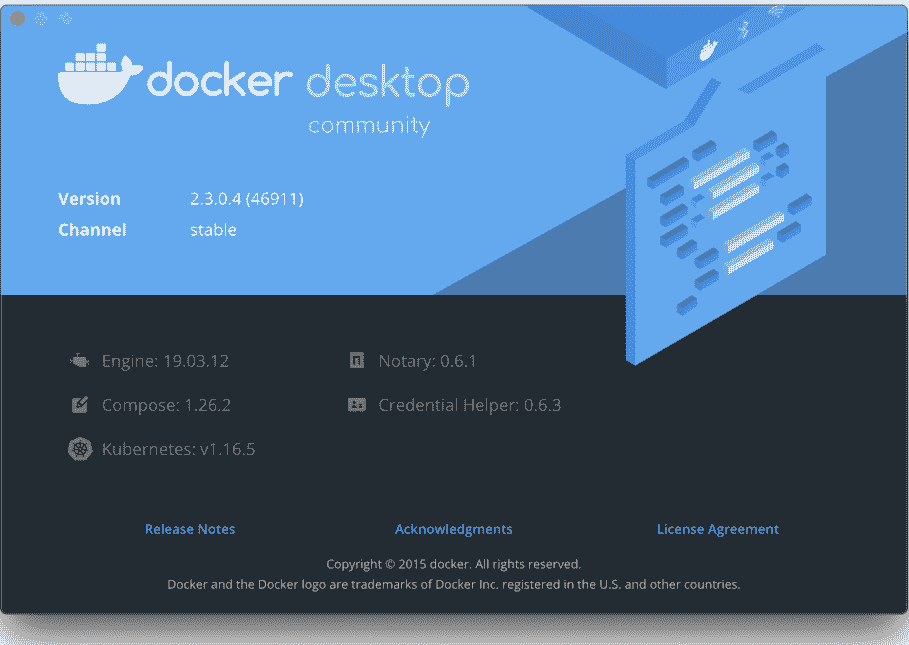 docker desktop
community
Version 2.3.0.4 (46911)
Channel stable
Engine: 19.03.12 Notary: 0.6.1
Compose: 1.26.2 Credential Helper: 0.6.3
Kubernetes: v1.16.5
Release Notes Acknowledgments License Agreement
Copyright © 2015 docker. All rights reserved.
Docker and the Docker logo are trademarks of Docker Inc. registered in the U.S. and other countries.